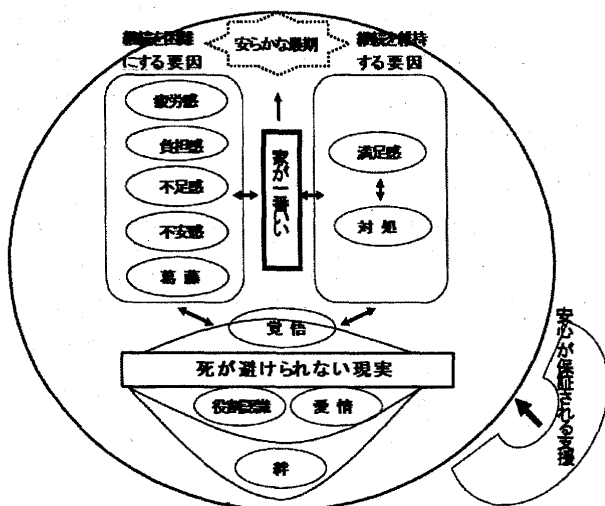 継続を困難
にする要因
安らかな最期
継続を維持
する要因
疲労感
負担感
不足感
不安感
葛藤
家が一番いい
満足感
対処
覚悟
死が避けられない現実
役割認識
愛情
絆
安心が保証される支援